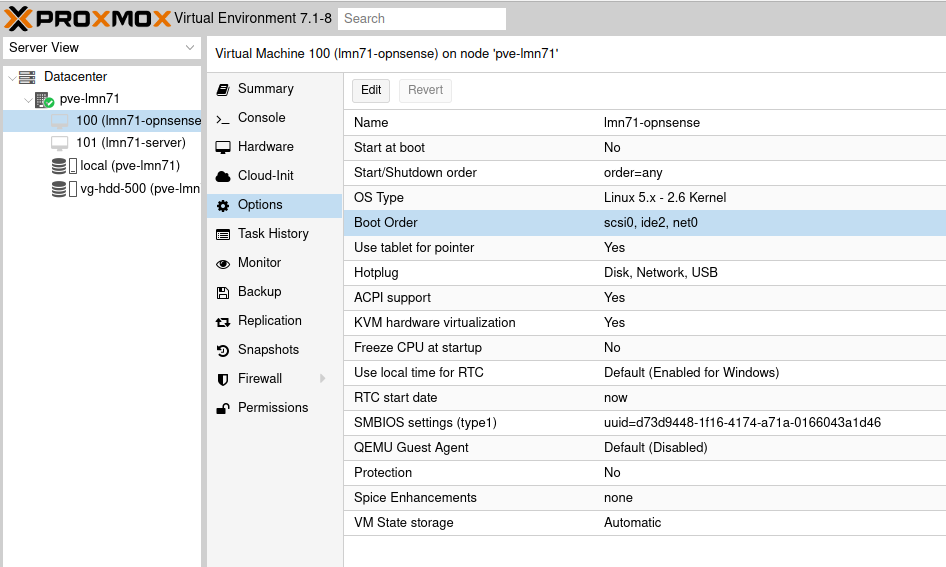 PROXMOX Virtual Environment 7.1-8 Search
Server View
Datacenter
pve-lmn71
100 (lmn71-opnsense
101 (lmn71-server)
local (pve-lmn71)
vg-hdd-500 (pve-lmn
Virtual Machine 100 (lmn71-opnsense) on node 'pve-lmn71'
Summary
Console
Hardware
Cloud-Init
Options
Task History
Monitor
Backup
Replication
Snapshots
Firewall
Permissions
Edit Revert
Name lmn71-opnsense
Start at boot No
Start/Shutdown order order=any
OS Type Linux 5.x - 2.6 Kernel
Boot Order scsi0, ide2, net0
Use tablet for pointer Yes
Hotplug Disk, Network, USB
ACPI support Yes
KVM hardware virtualization Yes
Freeze CPU at startup No
Use local time for RTC Default (Enabled for Windows)
RTC start date now
SMBIOS settings (type1) uuid=d73d9448-1f16-4174-a71a-0166043a1d46
QEMU Guest Agent Default (Disabled)
Protection No
Spice Enhancements none
VM State storage Automatic